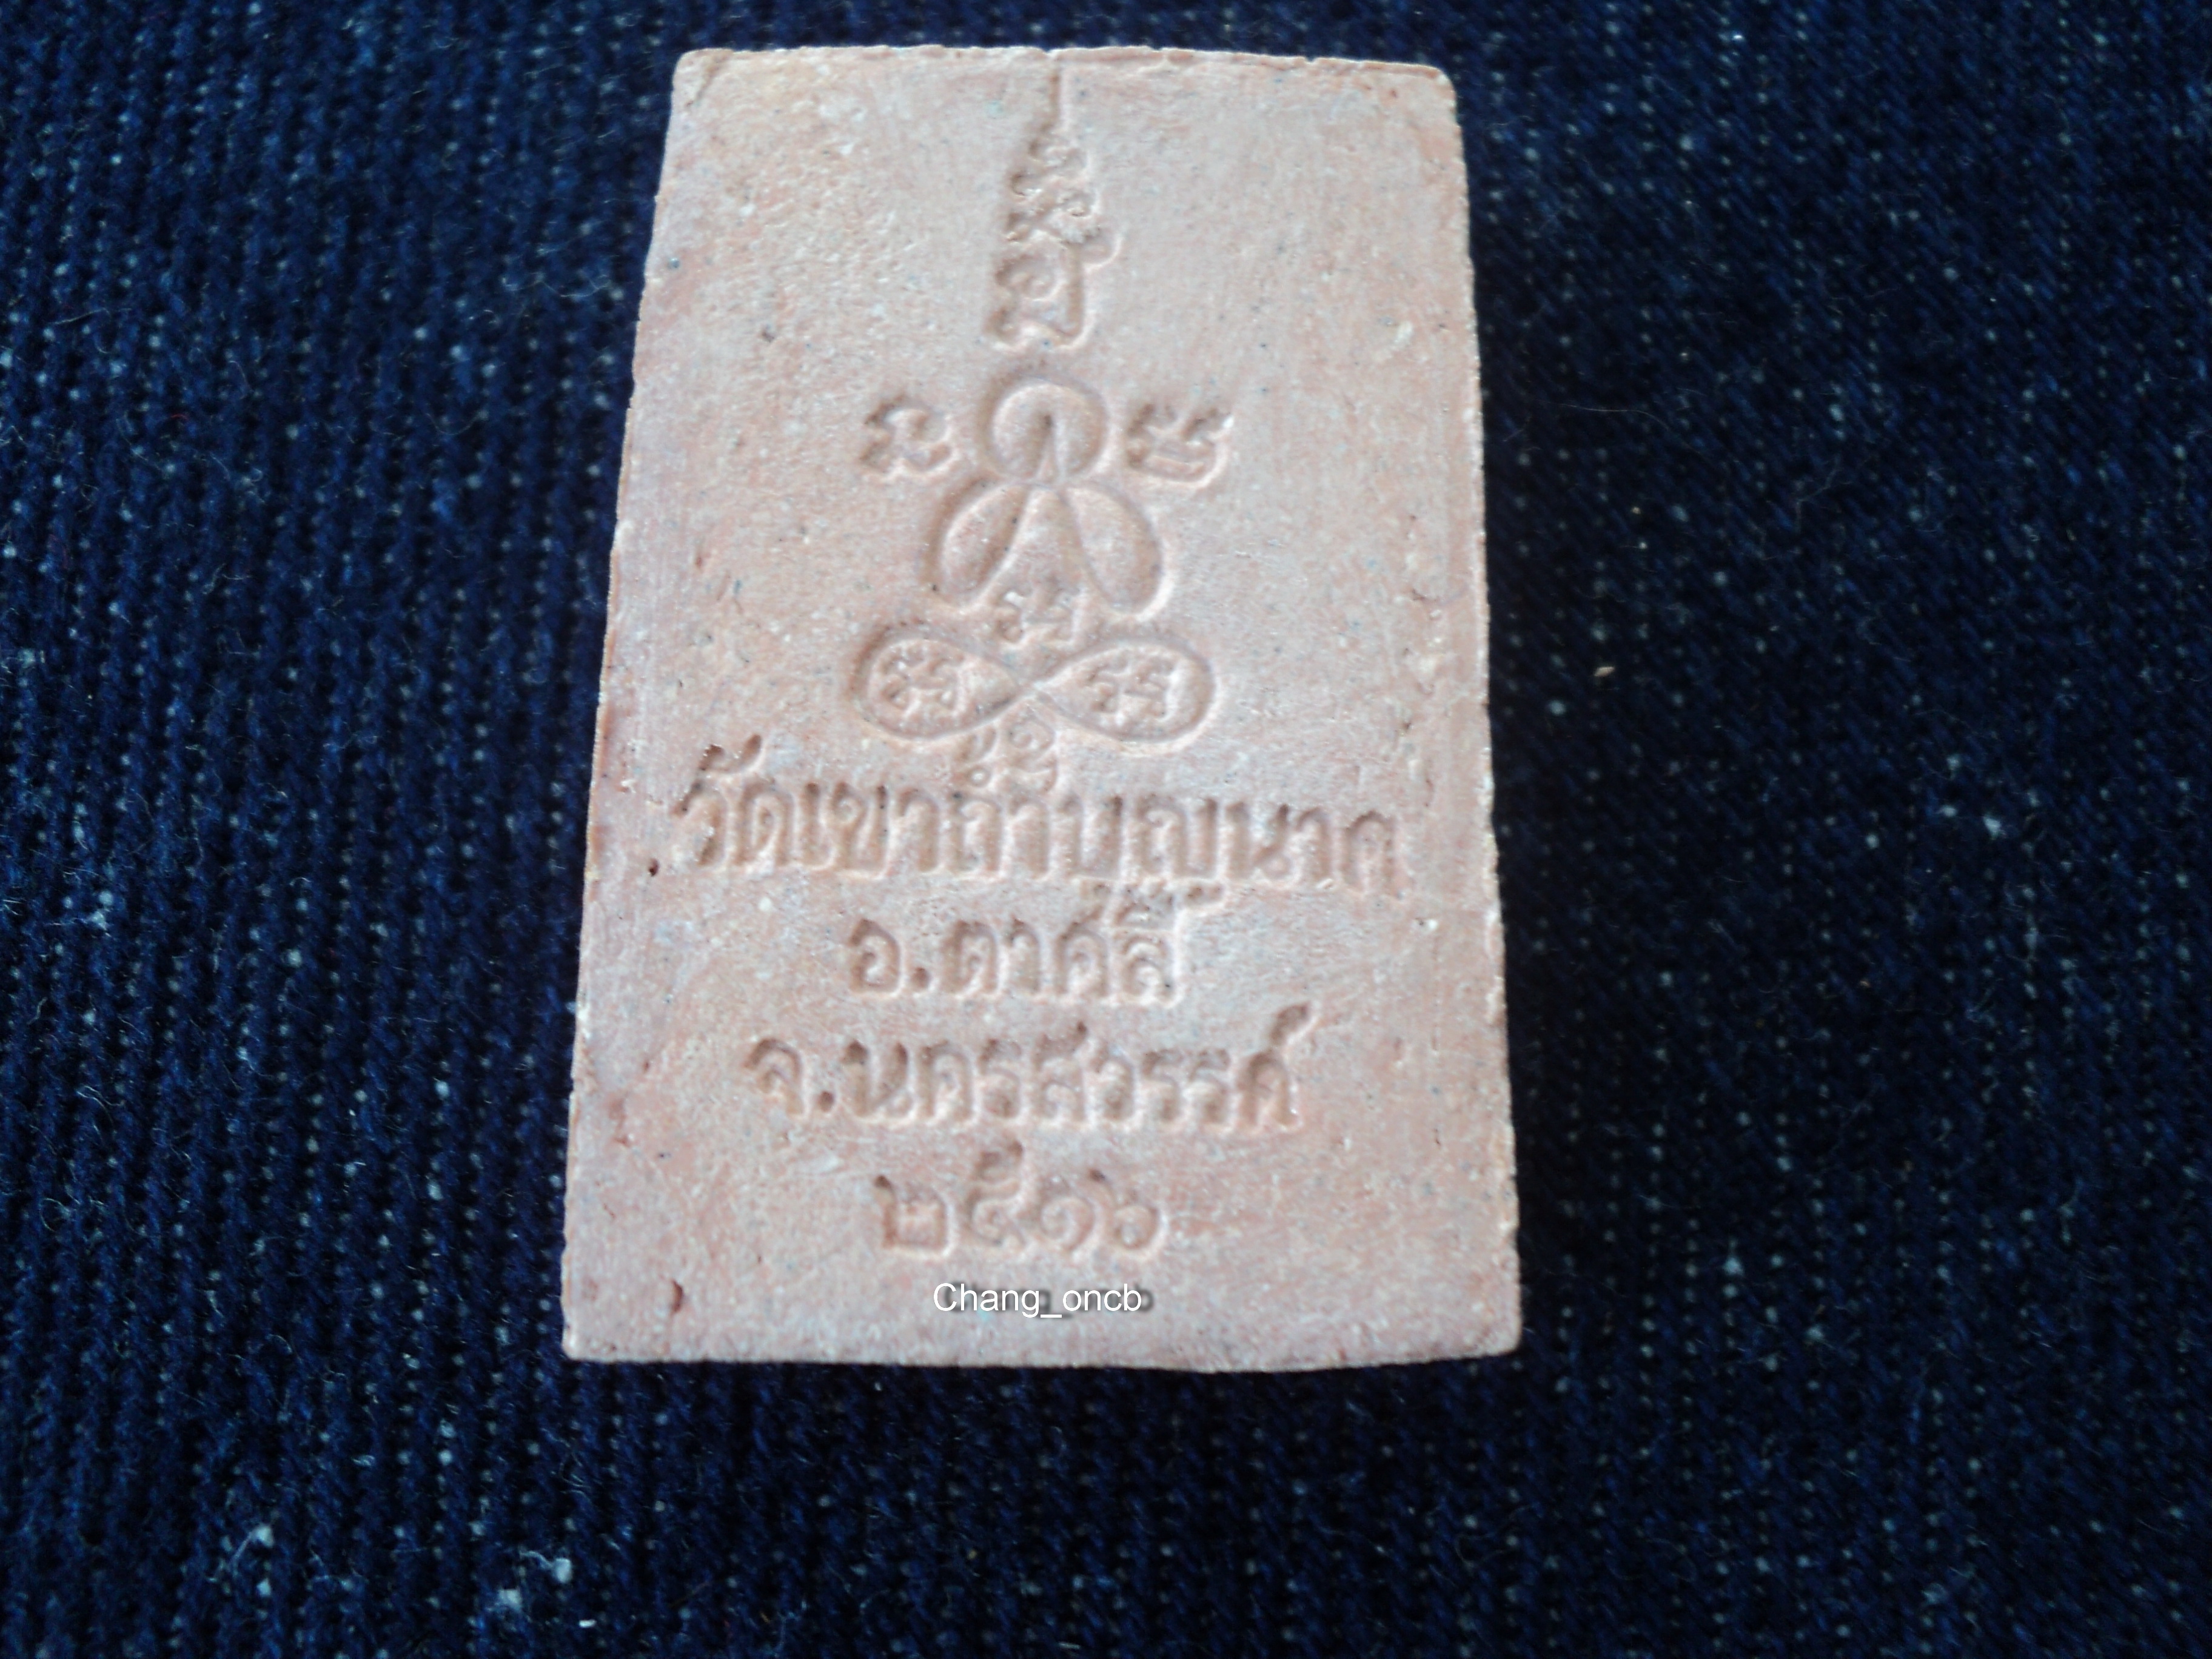 วัดเขาถ้ำบุญนาค
อ.ตาคลี
จ.นครสวรรค์
๒๕๑๖
Chang_oncb